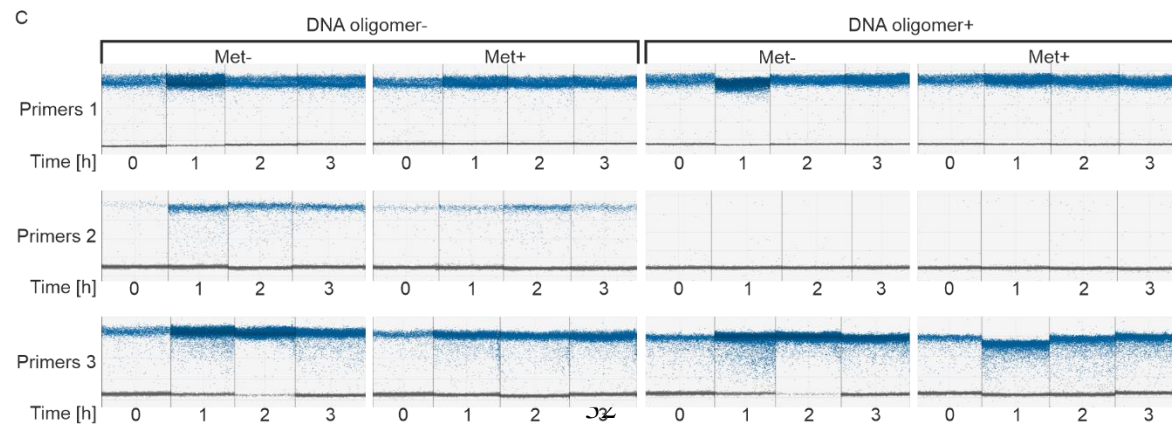 C
DNA oligomer- DNA oligomer+
Met- Met+ Met- Met+
Primers 1
Time [h] 0 1 2 3 0 1 2 3 0 1 2 3 0 1 2 3
Primers 2
Time [h] 0 1 2 3 0 1 2 3 0 1 2 3 0 1 2 3
Primers 3
Time [h] 0 1 2 3 0 1 2 0 1 2 3 0 1 2 3